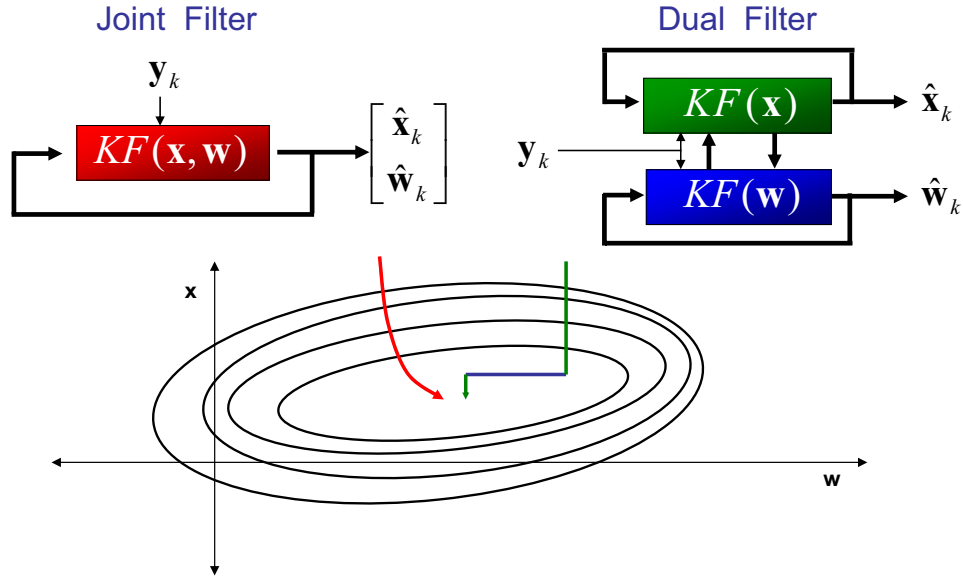 Joint Filter
y_k
KF(x, w)
x̂_k
ŵ_k
Dual Filter
KF(x)
x̂_k
y_k
KF(w)
ŵ_k
x
w